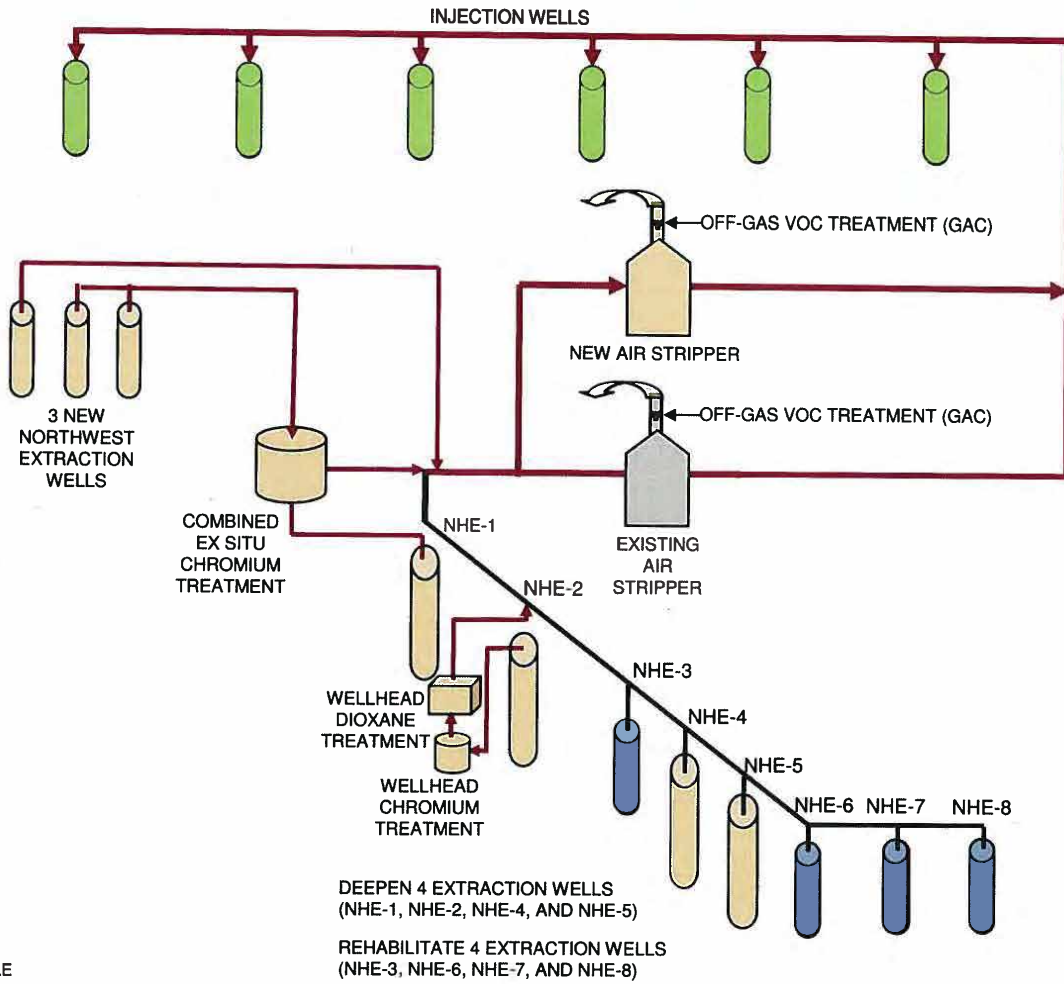 INJECTION WELLS
OFF-GAS VOC TREATMENT (GAC)
NEW AIR STRIPPER
3 NEW
NORTHWEST
EXTRACTION
WELLS
OFF-GAS VOC TREATMENT (GAC)
COMBINED
EX SITU
CHROMIUM
TREATMENT
NHE-1
EXISTING
AIR
STRIPPER
NHE-2
NHE-3
WELLHEAD
DIOXANE
TREATMENT
NHE-4
NHE-5
WELLHEAD
CHROMIUM
TREATMENT
NHE-6 NHE-7 NHE-8
DEEPEN 4 EXTRACTION WELLS
(NHE-1, NHE-2, NHE-4, AND NHE-5)
REHABILITATE 4 EXTRACTION WELLS
(NHE-3, NHE-6, NHE-7, AND NHE-8)